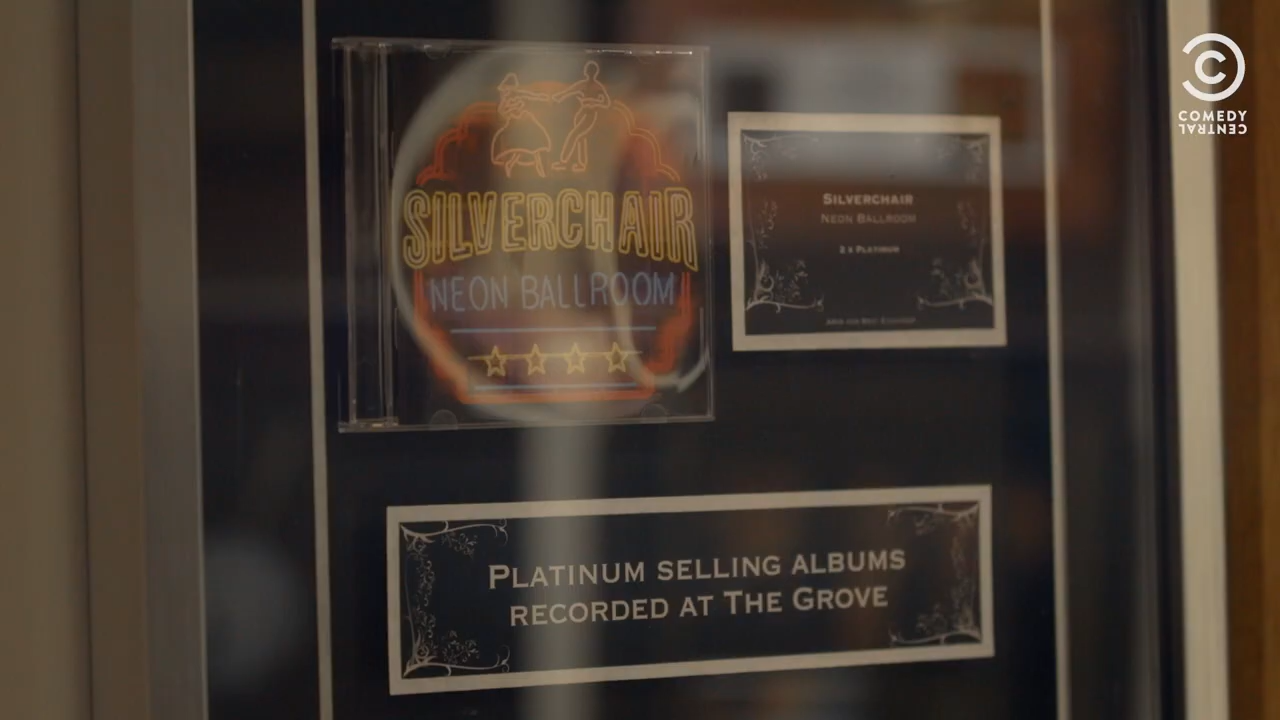 SILVERCHAIR
NEON BALLROOM
SILVERCHAIR
NEON BALLROOM
2 x PLATINUM
PLATINUM SELLING ALBUMS
RECORDED AT THE GROVE
COMEDY
CENTRAL